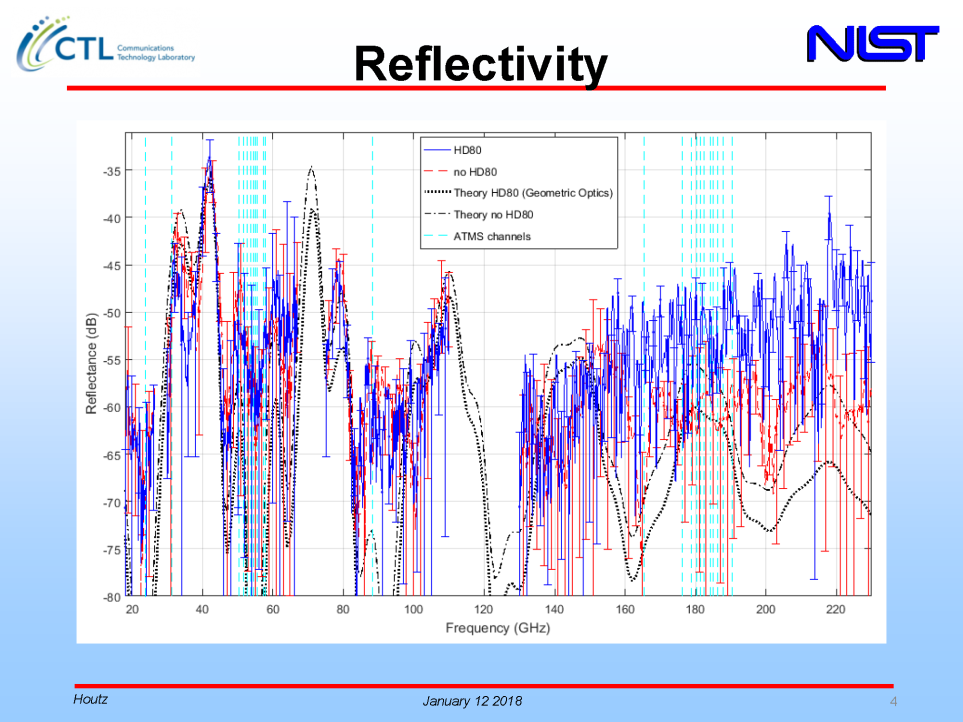 CTL Communications
Technology Laboratory
NIST
Reflectivity
HD80
no HD80
Theory HD80 (Geometric Optics)
Theory no HD80
ATMS channels
-35
-40
-45
-50
-55
-60
-65
-70
-75
-80
Reflectance (dB)
20 40 60 80 100 120 140 160 180 200 220
Frequency (GHz)
Houtz January 12 2018 4